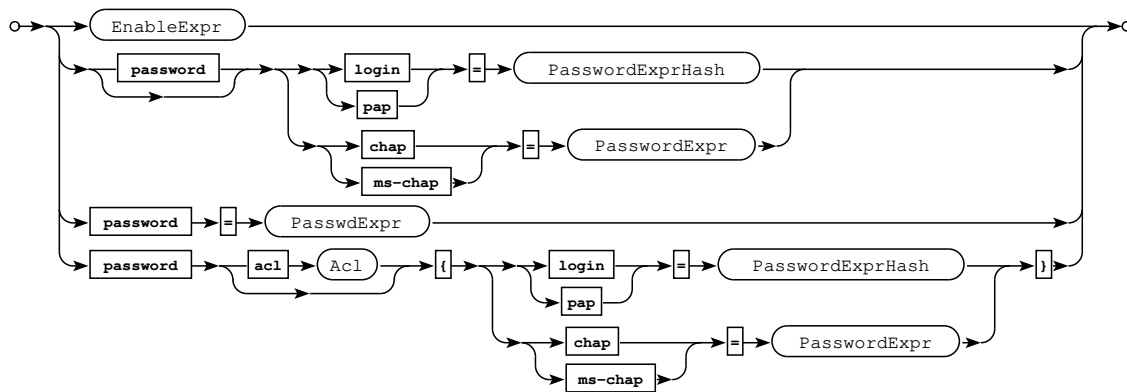 EnableExpr
password login = PasswordExprHash
pap
chap = PasswordExpr
ms-chap
password = PasswdExpr
password acl Acl { login = PasswordExprHash }
pap
chap = PasswordExpr
ms-chap